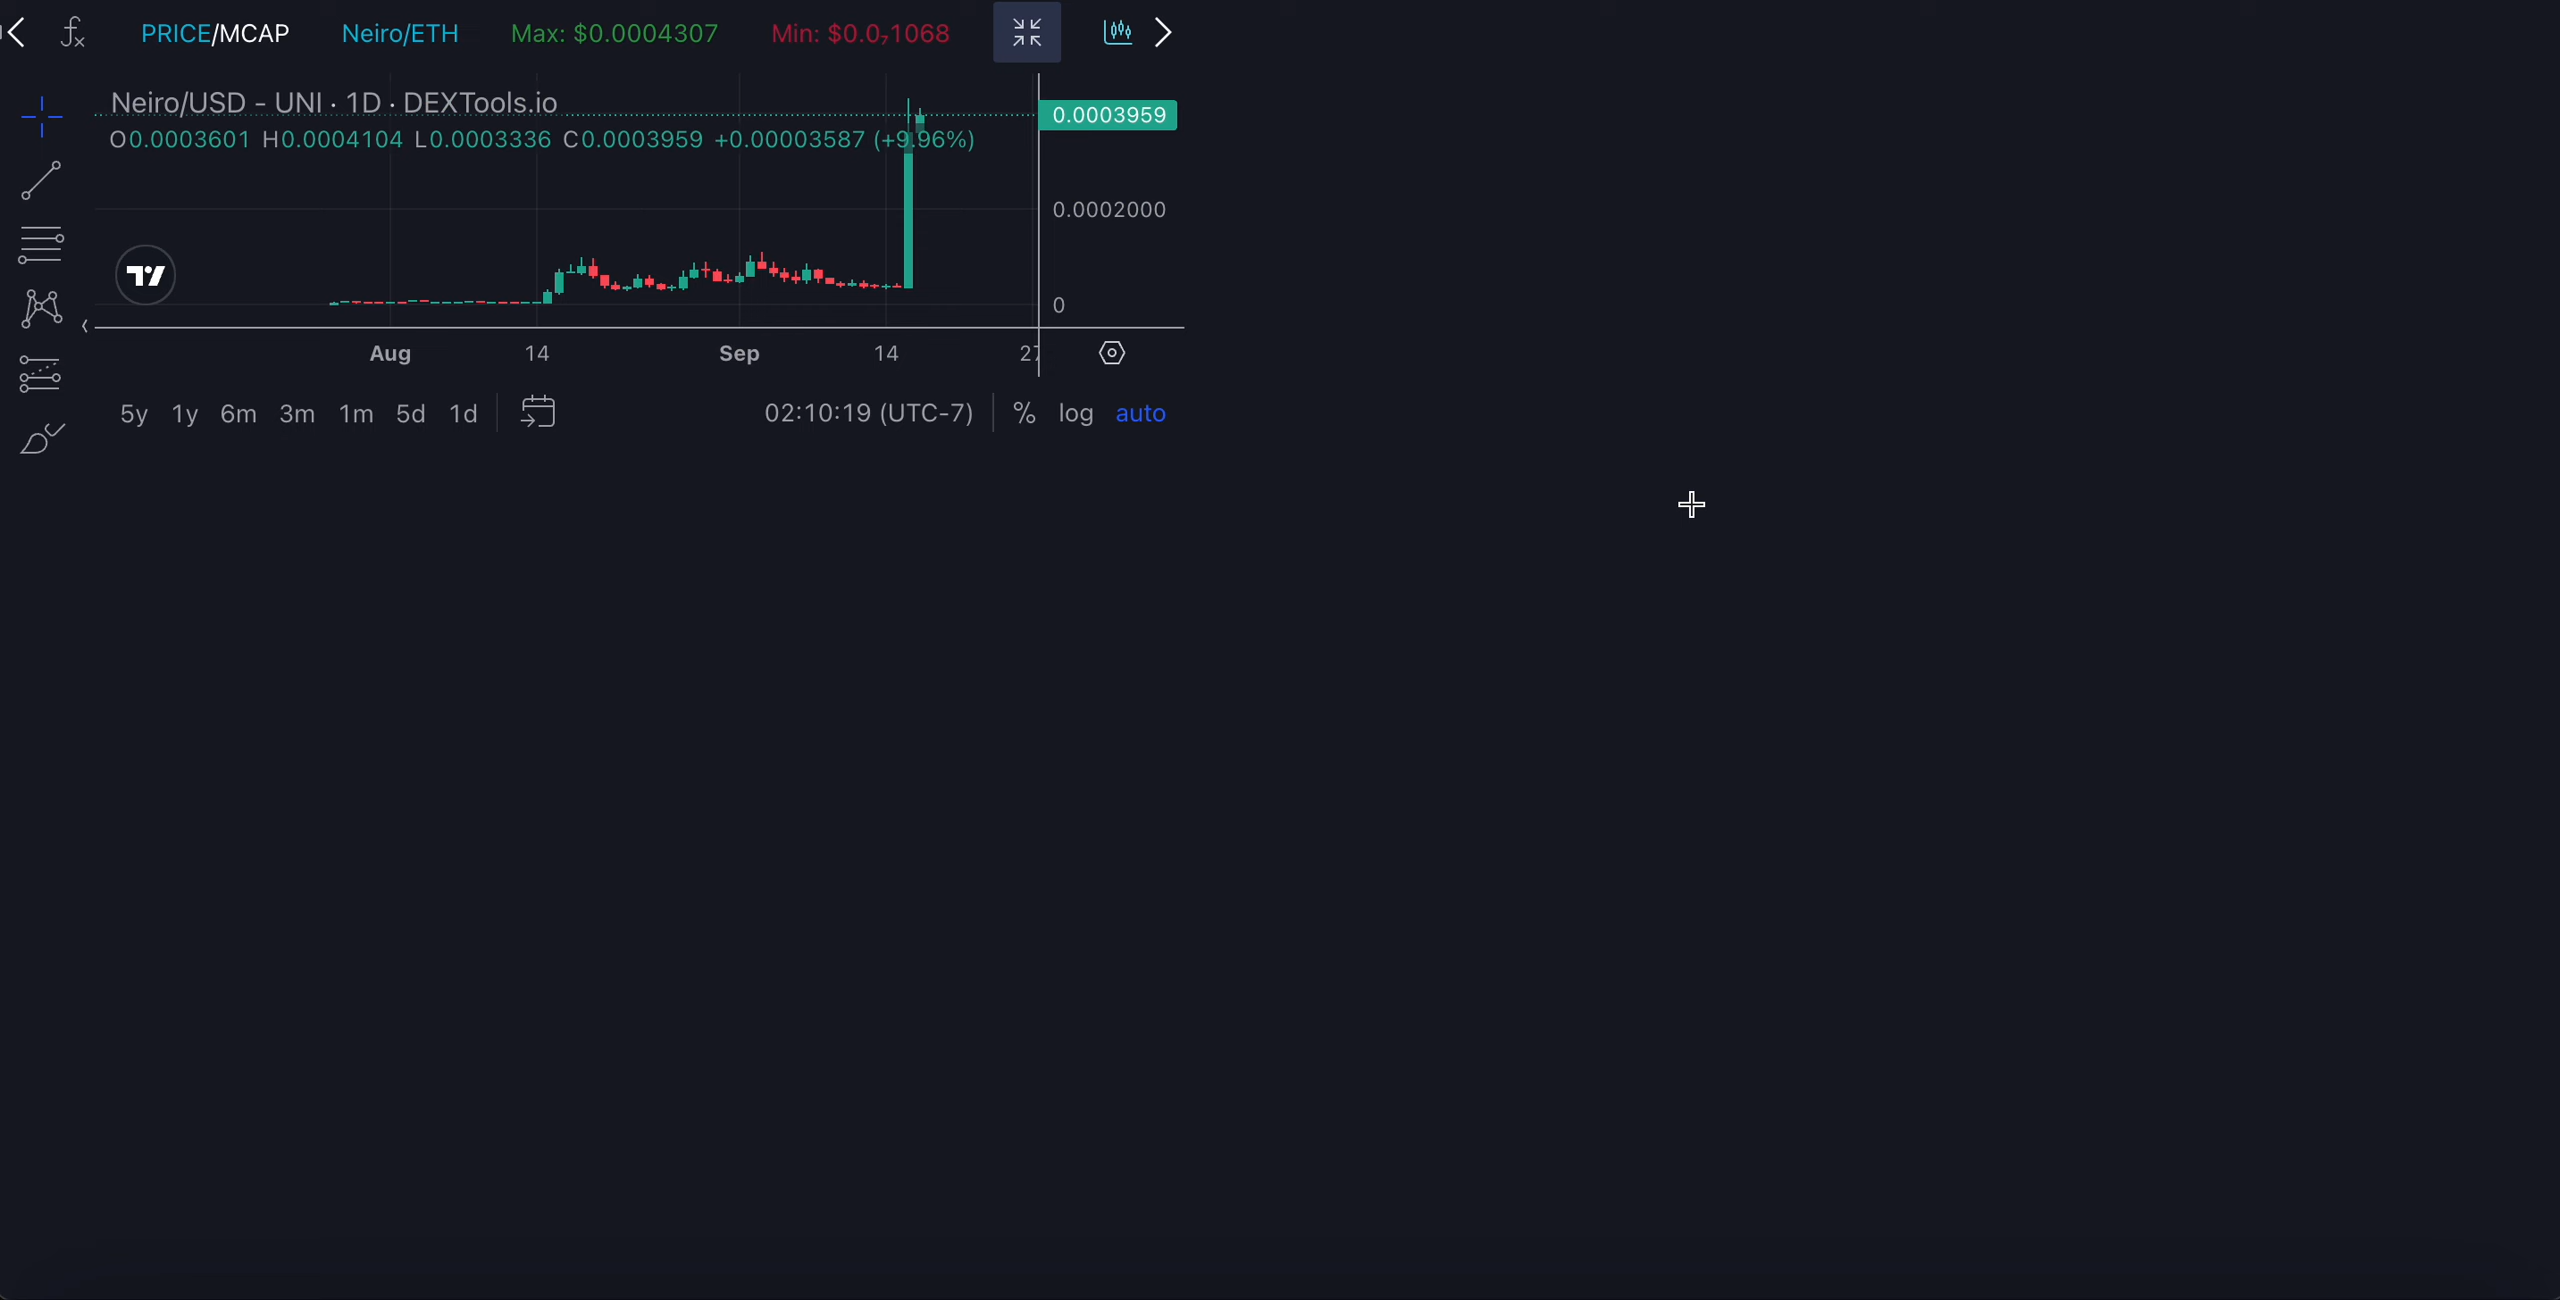 PRICE/MCAP Neiro/ETH Max: $0.0004307 Min: $0.0₇1068
Neiro/USD - UNI · 1D · DEXTools.io
O0.0003601 H0.0004104 L0.0003336 C0.0003959 +0.00003587 (+9.96%)
0.0003959
0.0002000
0
Aug 14 Sep 14 27
5y 1y 6m 3m 1m 5d 1d 02:10:19 (UTC-7) % log auto